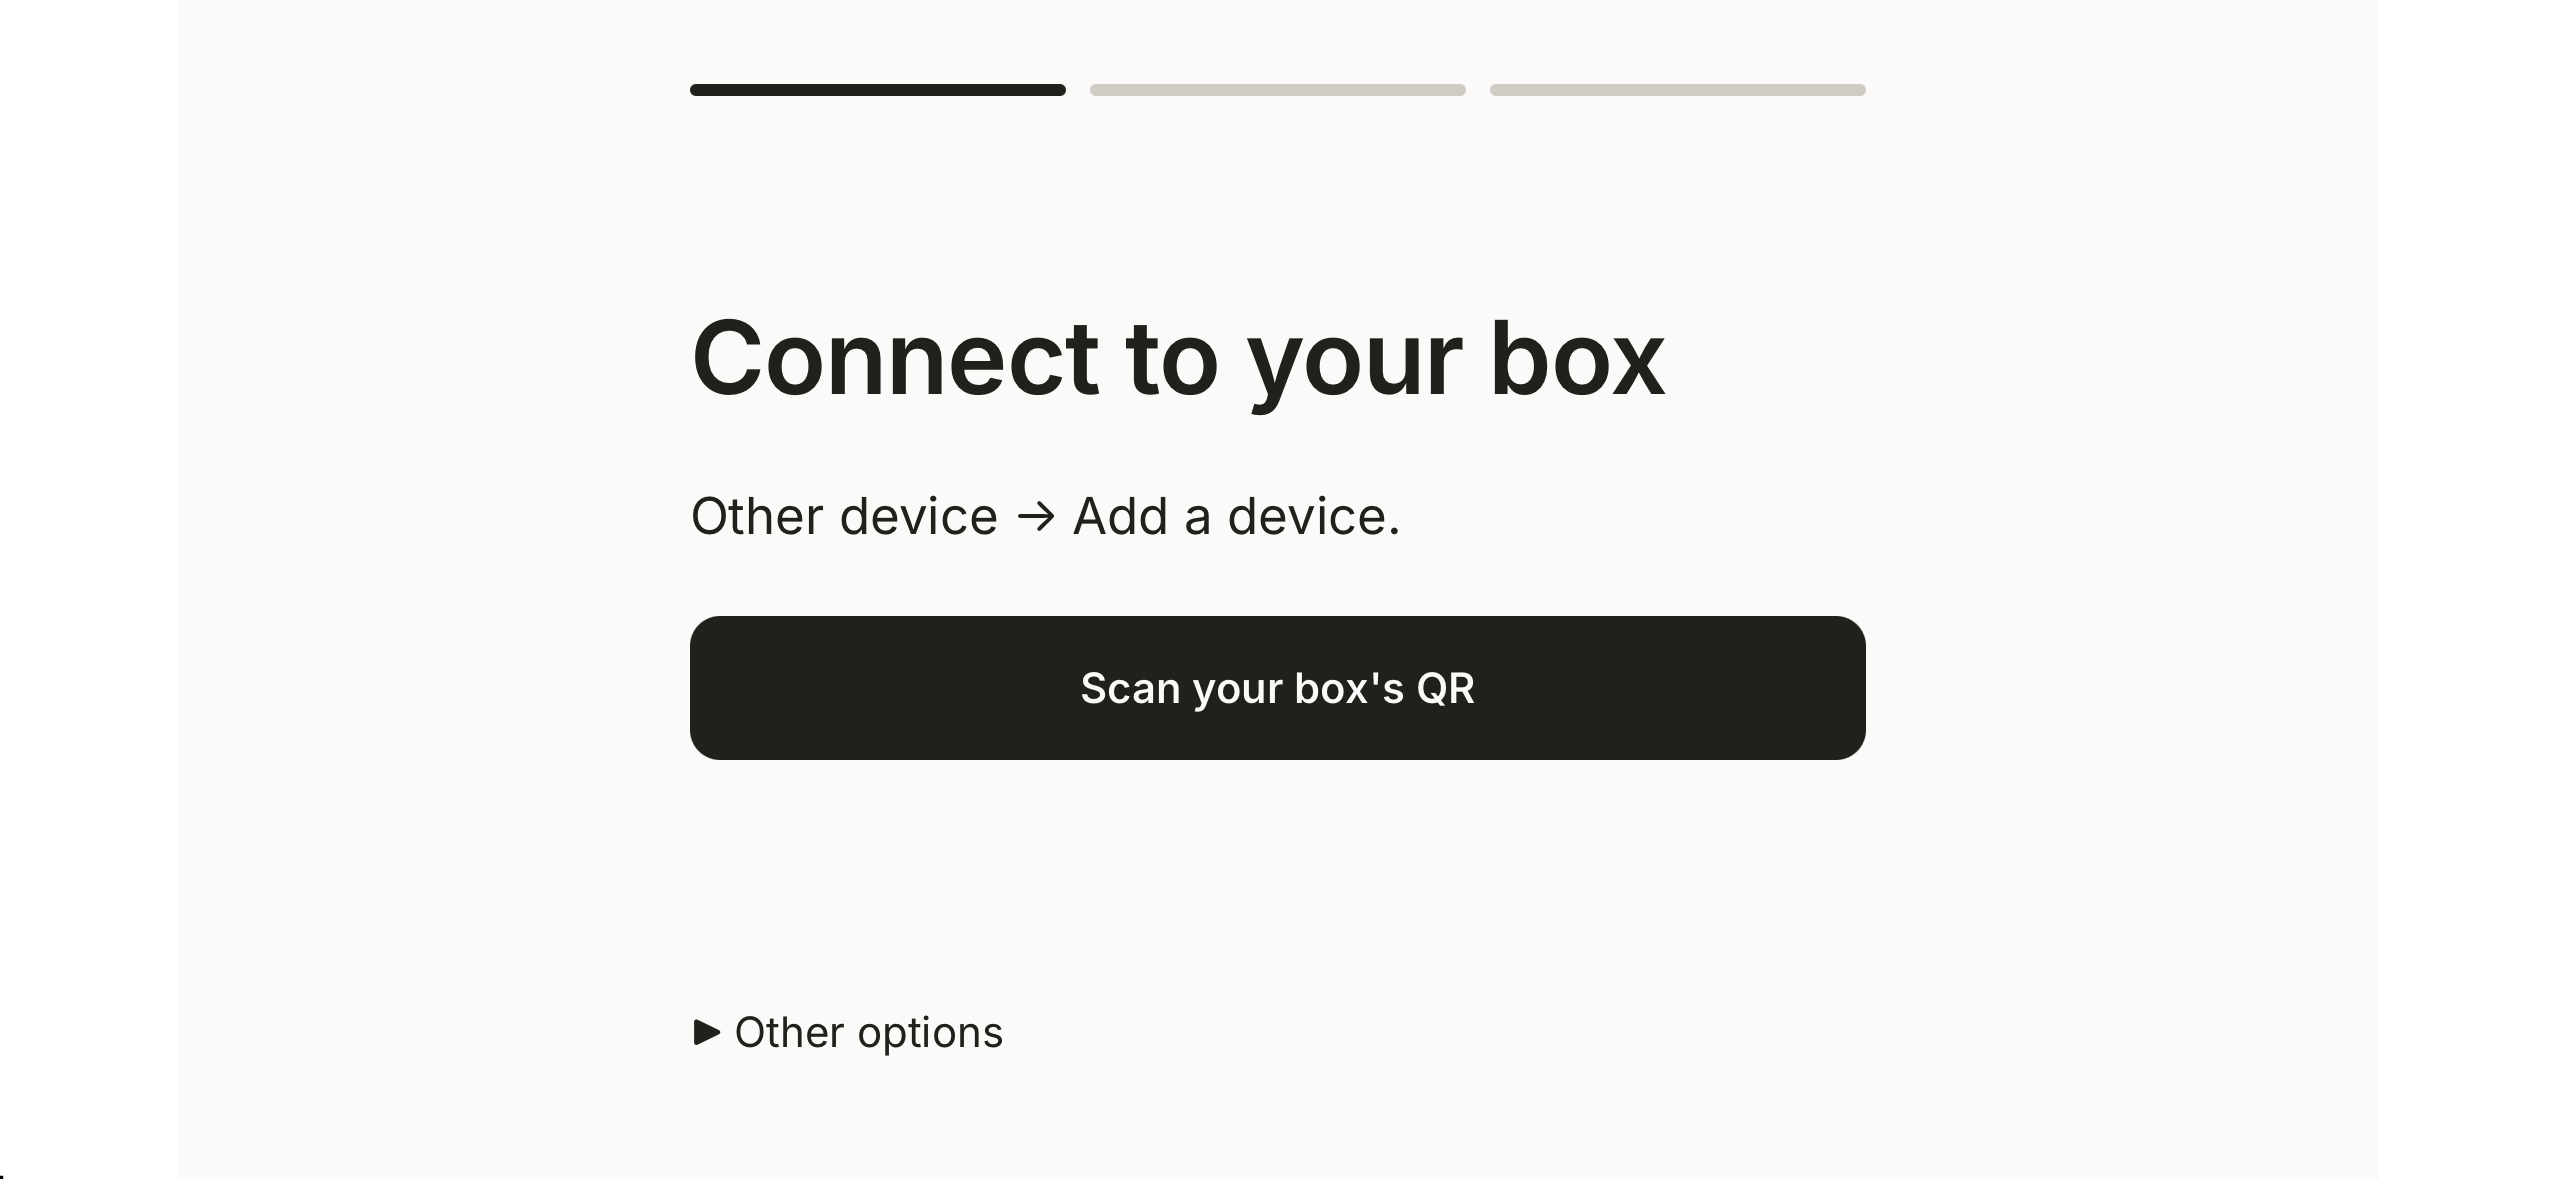 Connect to your box
Other device → Add a device.
Scan your box's QR
▶ Other options